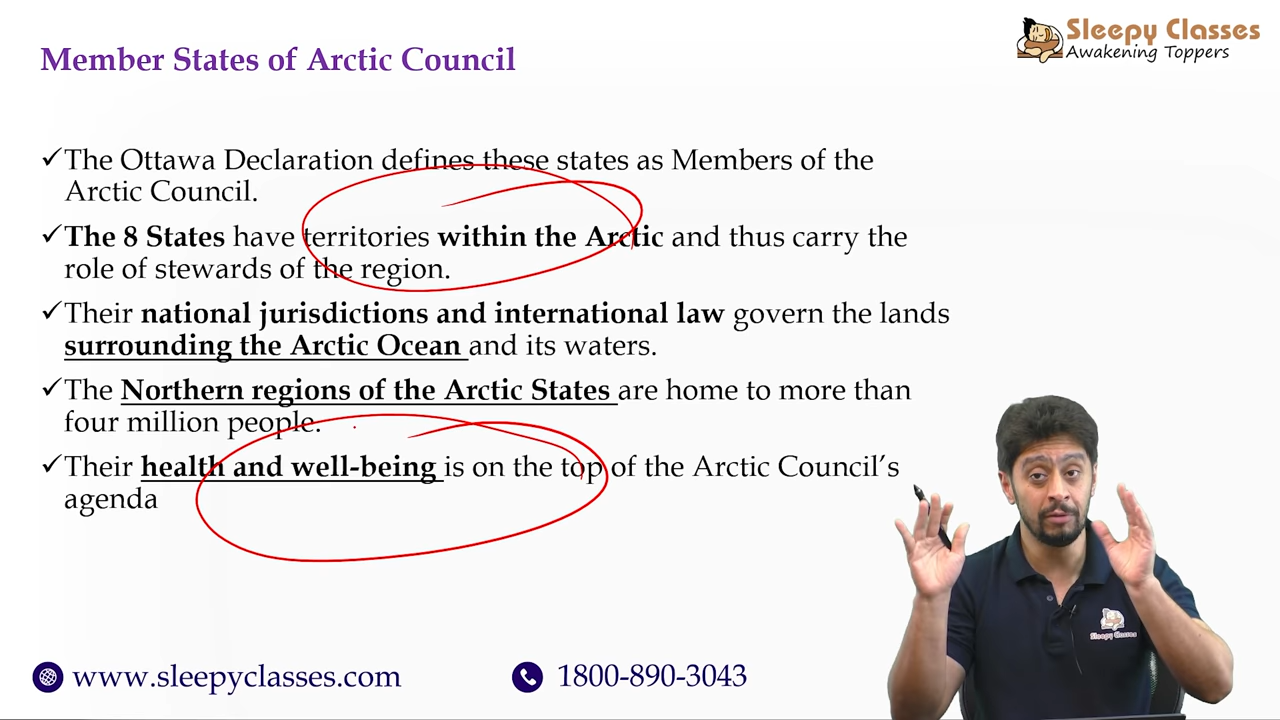 Member States of Arctic Council
Sleepy Classes
Awakening Toppers
✓The Ottawa Declaration defines these states as Members of the
Arctic Council.
✓The 8 States have territories within the Arctic and thus carry the
role of stewards of the region.
✓Their national jurisdictions and international law govern the lands
surrounding the Arctic Ocean and its waters.
✓The Northern regions of the Arctic States are home to more than
four million people.
✓Their health and well-being is on the top of the Arctic Council’s
agenda
Sleepy Classes
www.sleepyclasses.com
1800-890-3043